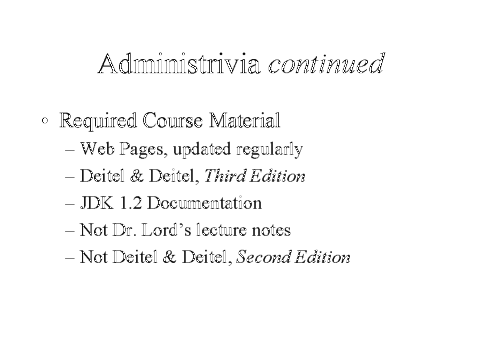 Administrivia continued
◦ Required Course Material
– Web Pages, updated regularly
– Deitel & Deitel, Third Edition
– JDK 1.2 Documentation
– Not Dr. Lord's lecture notes
– Not Deitel & Deitel, Second Edition